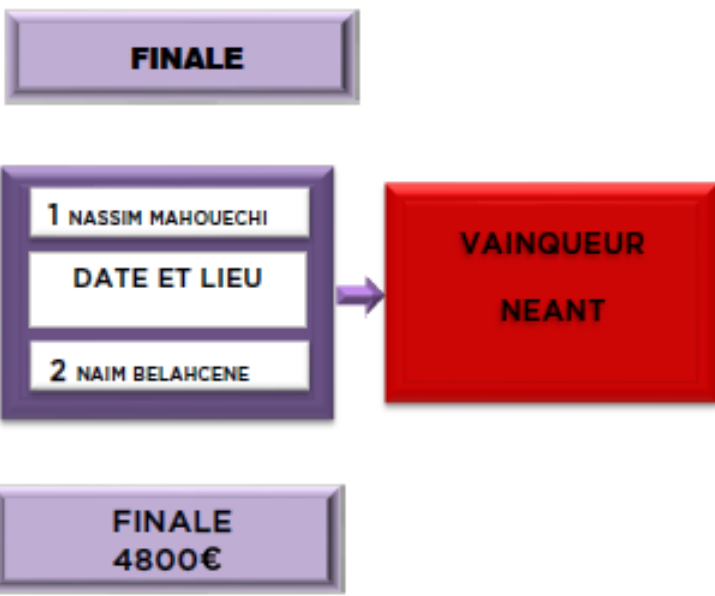 FINALE
1 NASSIM MAHOUECHI
DATE ET LIEU
2 NAIM BELAHCENE
VAINQUEUR
NEANT
FINALE
4800€